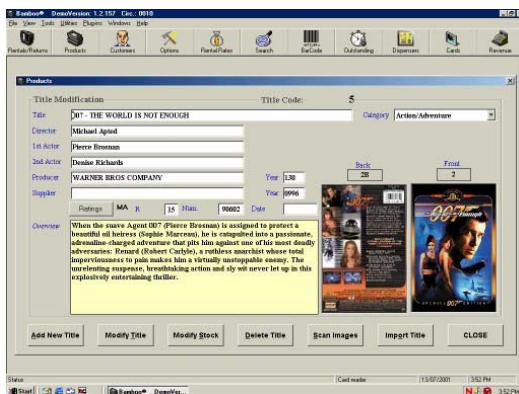 Bamboo® DemoVersion: 1.2.157 Circ.: 0010
File View Tools Utilities Plugins Windows Help
Rentals/Returns Products Customers Options Rental Rates Search BarCode Outstanding Dispensers Cards Revenue
Products
Title Modification Title Code: 5
Title 007 - THE WORLD IS NOT ENOUGH Category Action/Adventure
Director Michael Apted
1st Actor Pierce Brosnan
2nd Actor Denise Richards Back Front
Producer WARNER BROS COMPANY Year 130 2B 2
Supplier Year 0996
Ratings MA R 15 Num. 90602 Date
Overview When the suave Agent 007 (Pierce Brosnan) is assigned to protect a
beautiful oil heiress (Sophie Marceau), he is catapulted into a passionate,
adrenaline-charged adventure that pits him against one of his most deadly
adversaries: Renard (Robert Carlyle), a ruthless anarchist whose total
imperviousness to pain makes him a virtually unstoppable enemy. The
unrelenting suspense, breathtaking action and sly wit never let up in this
explosively entertaining thriller.
007
Add New Title Modify Title Modify Stock Delete Title Scan Images Import Title CLOSE
Status Card reader 13/07/2001 3:52 PM
Start Bamboo® DemoVer... 3:52 PM